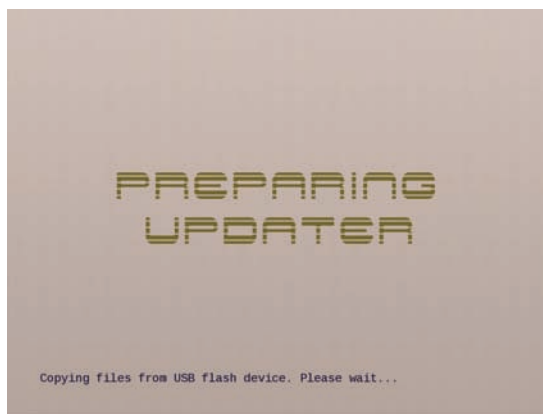 PREPARING
UPDATER
Copying files from USB flash device. Please wait...